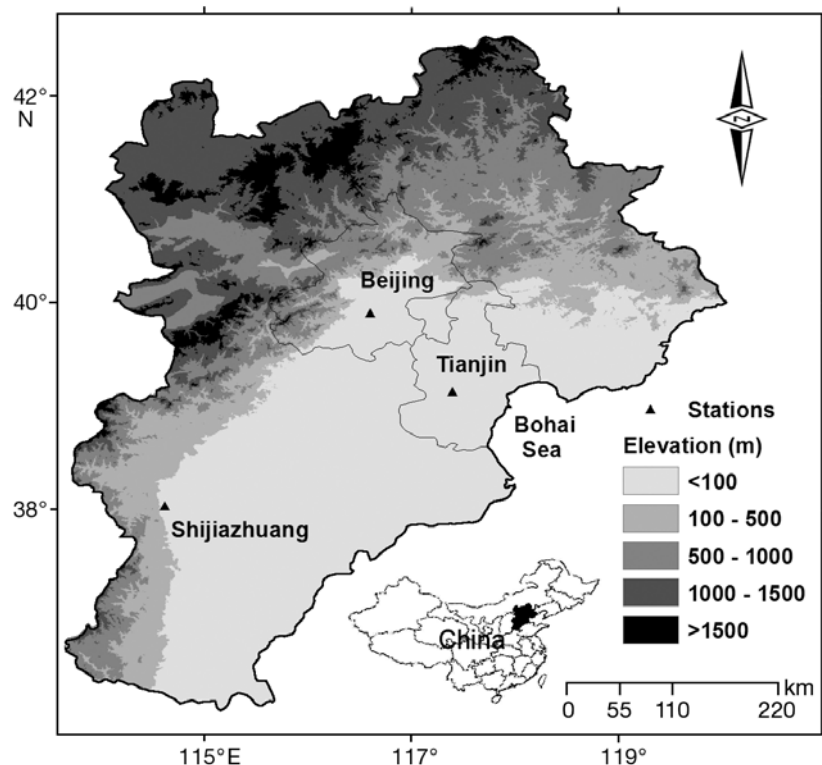 42°
N
Z
40°
Beijing
Tianjin
Bohai
Sea
Stations
Elevation (m)
<100
100 - 500
500 - 1000
1000 - 1500
>1500
38°
Shijiazhuang
China
km
0 55 110 220
115°E 117° 119°